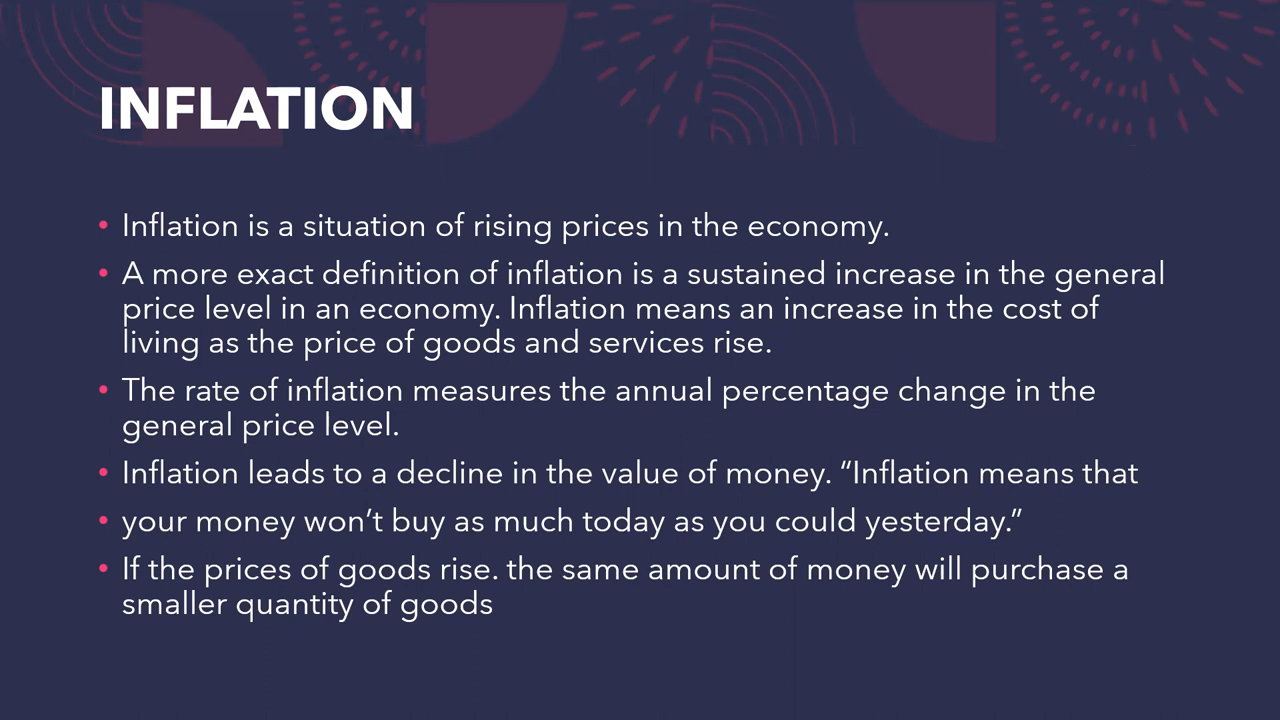 INFLATION
• Inflation is a situation of rising prices in the economy.
• A more exact definition of inflation is a sustained increase in the general
price level in an economy. Inflation means an increase in the cost of
living as the price of goods and services rise.
• The rate of inflation measures the annual percentage change in the
general price level.
• Inflation leads to a decline in the value of money. “Inflation means that
• your money won’t buy as much today as you could yesterday.”
• If the prices of goods rise. the same amount of money will purchase a
smaller quantity of goods